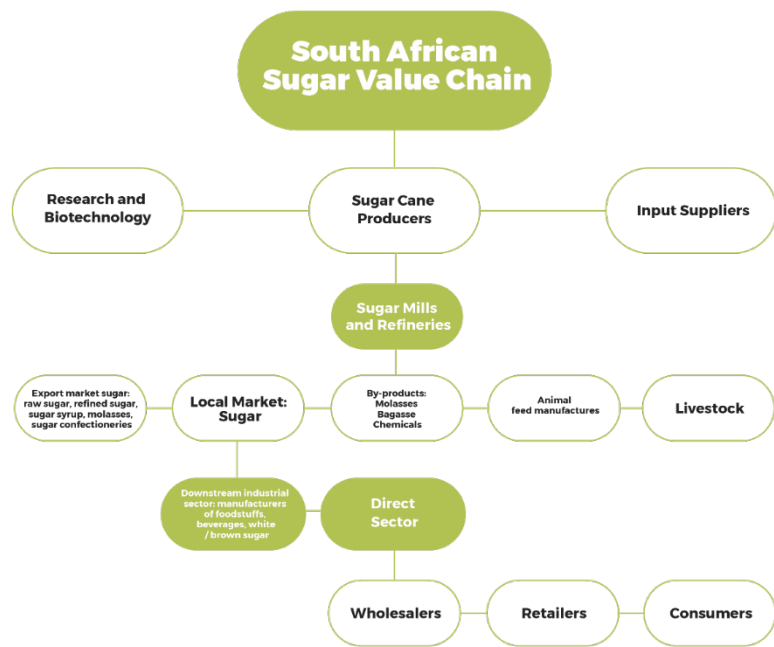 South African
Sugar Value Chain
Research and
Biotechnology
Sugar Cane
Producers
Input Suppliers
Sugar Mills
and Refineries
Export market sugar:
raw sugar, refined sugar,
sugar syrup, molasses,
sugar confectioneries
Local Market:
Sugar
By-products:
Molasses
Bagasse
Chemicals
Animal
feed manufactures
Livestock
Downstream industrial
sector: manufacturers
of foodstuffs,
beverages, white
/ brown sugar
Direct
Sector
Wholesalers
Retailers
Consumers